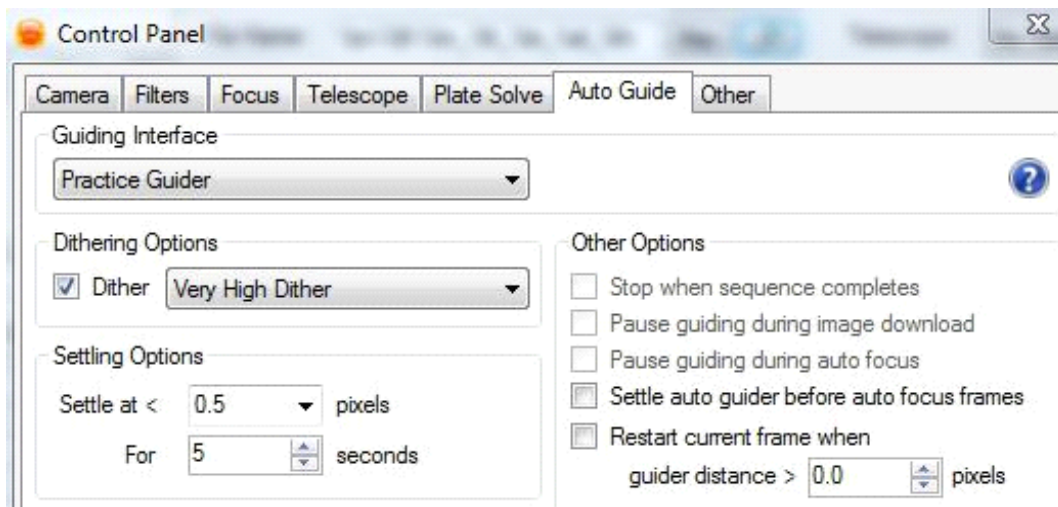 Control Panel
Camera Filters Focus Telescope Plate Solve Auto Guide Other
Guiding Interface
Practice Guider
?
Dithering Options
Dither Very High Dither
Settling Options
Settle at < 0.5 pixels
For 5 seconds
Other Options
Stop when sequence completes
Pause guiding during image download
Pause guiding during auto focus
Settle auto guider before auto focus frames
Restart current frame when
guider distance > 0.0 pixels